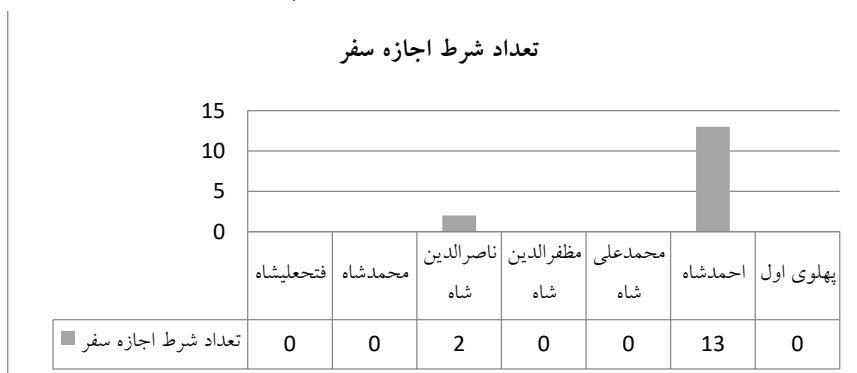 تعداد شرط اجازه سفر
15
10
5
0
فتحعلیشاه
محمدشاه
ناصرالدین
شاه
مظفرالدین
شاه
محمدعلی
شاه
احمدشاه
پهلوی اول
تعداد شرط اجازه سفر 0 0 2 0 0 13 0